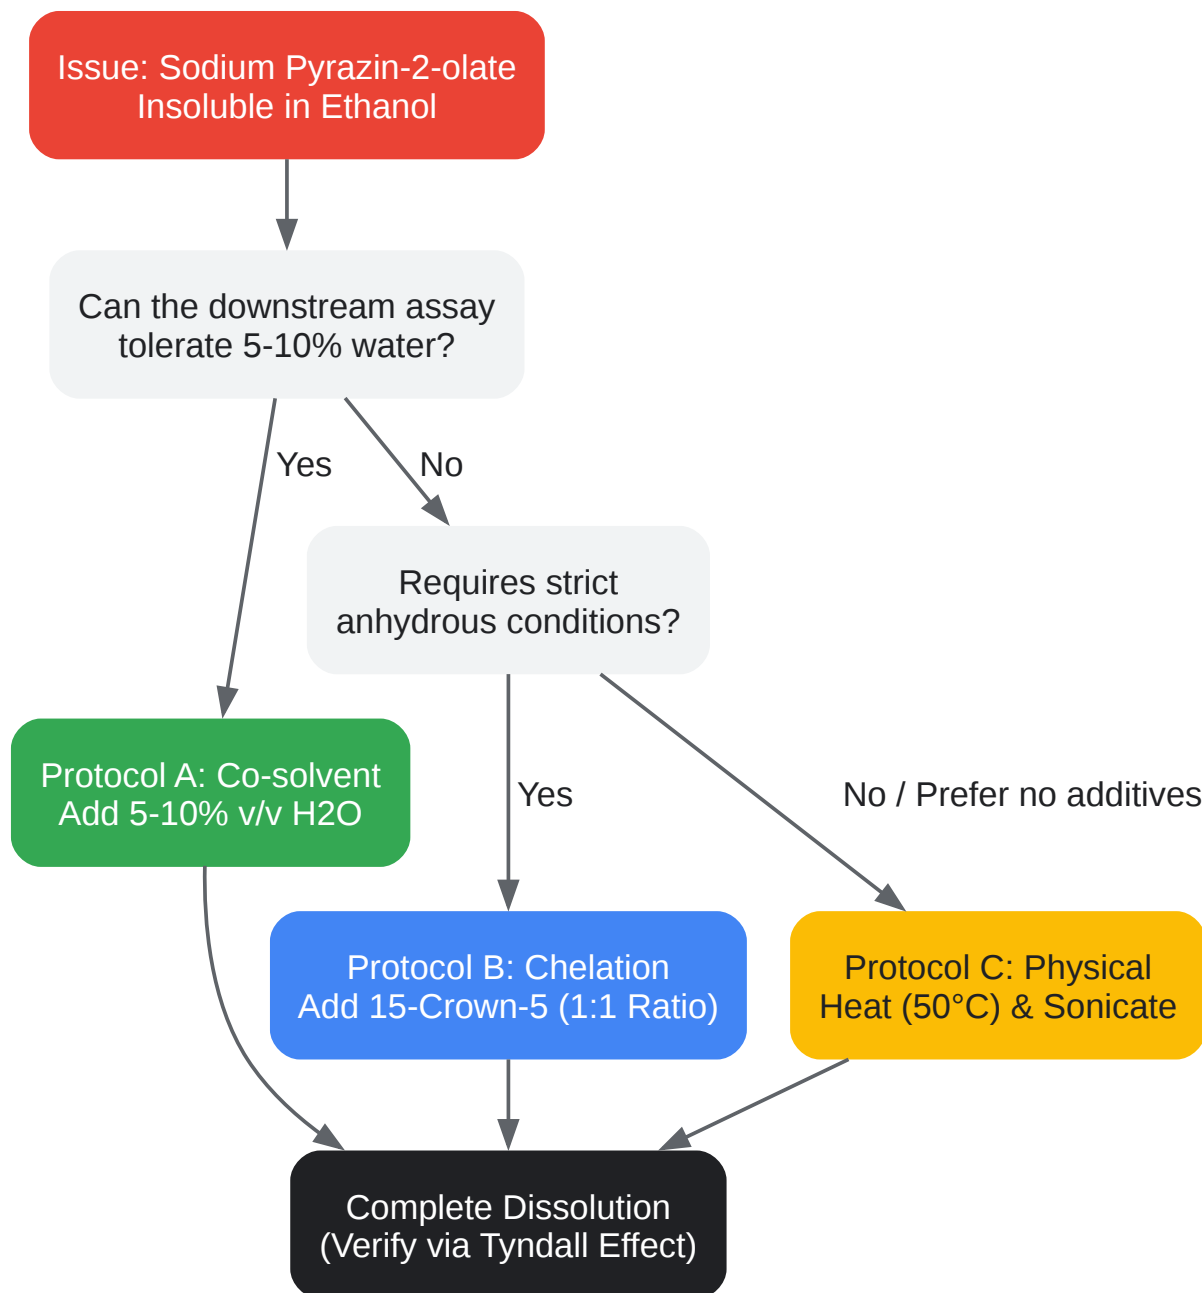 Issue: Sodium Pyrazin-2-olate
Insoluble in Ethanol
Can the downstream assay
tolerate 5-10% water?
Yes
No
Requires strict
anhydrous conditions?
Protocol A: Co-solvent
Add 5-10% v/v H2O
Yes
No / Prefer no additives
Protocol B: Chelation
Add 15-Crown-5 (1:1 Ratio)
Protocol C: Physical
Heat (50°C) & Sonicate
Complete Dissolution
(Verify via Tyndall Effect)